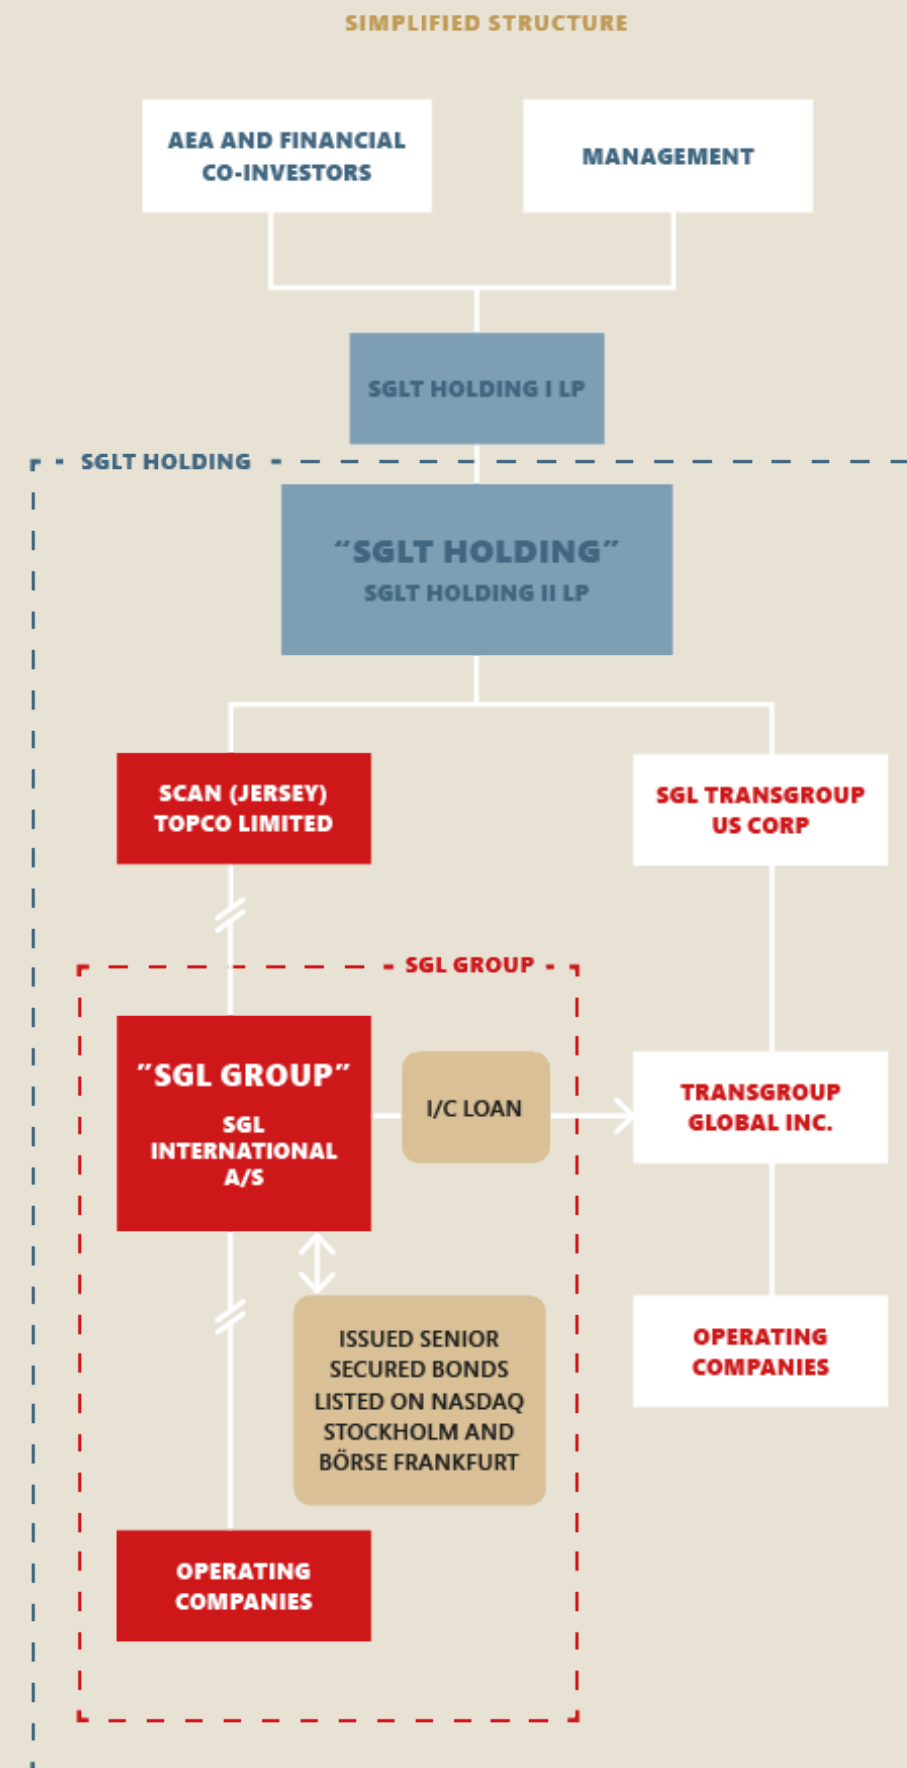 SIMPLIFIED STRUCTURE
AEA AND FINANCIAL
CO-INVESTORS
MANAGEMENT
SGLT HOLDING I LP
SGLT HOLDING
“SGLT HOLDING”
SGLT HOLDING II LP
SCAN (JERSEY)
TOPCO LIMITED
SGL TRANSGROUP
US CORP
SGL GROUP
”SGL GROUP”
SGL
INTERNATIONAL
A/S
I/C LOAN
TRANSGROUP
GLOBAL INC.
ISSUED SENIOR
SECURED BONDS
LISTED ON NASDAQ
STOCKHOLM AND
BÖRSE FRANKFURT
OPERATING
COMPANIES
OPERATING
COMPANIES